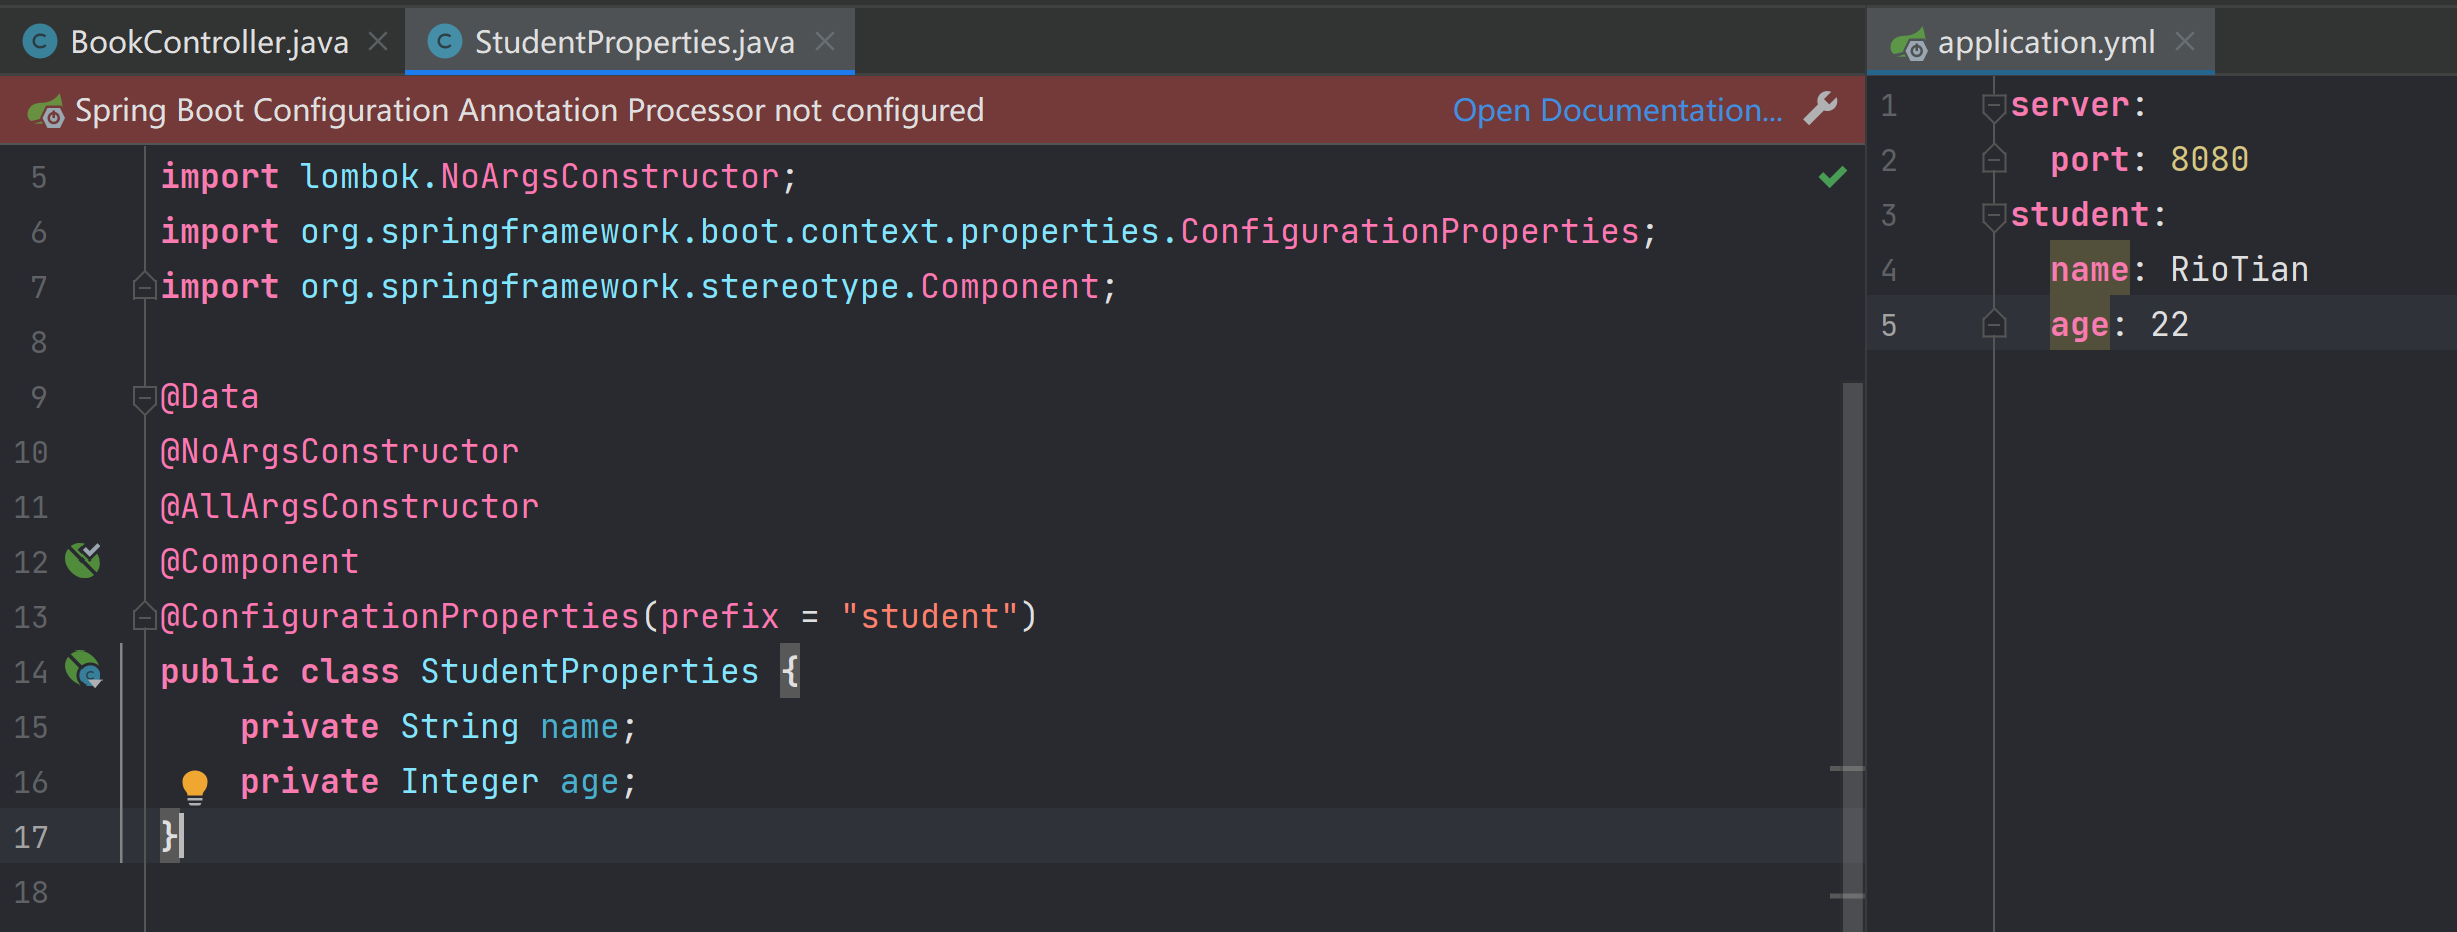 BookController.java
StudentProperties.java
application.yml
Spring Boot Configuration Annotation Processor not configured
Open Documentation...
5 import lombok.NoArgsConstructor;
6 import org.springframework.boot.context.properties.ConfigurationProperties;
7 import org.springframework.stereotype.Component;
8
9 @Data
10 @NoArgsConstructor
11 @AllArgsConstructor
12 @Component
13 @ConfigurationProperties(prefix = "student")
14 public class StudentProperties {
15 private String name;
16 private Integer age;
17 }
18
1 server:
2 port: 8080
3 student:
4 name: RioTian
5 age: 22